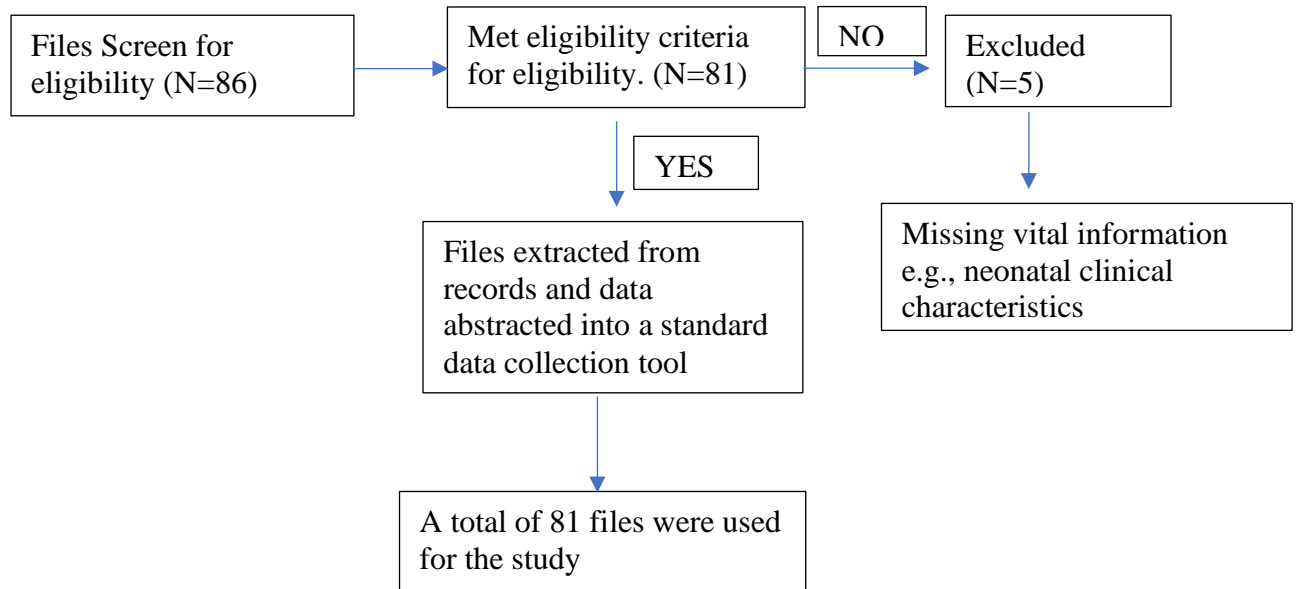 Files Screen for
eligibility (N=86)
Met eligibility criteria
for eligibility. (N=81)
NO
Excluded
(N=5)
YES
Missing vital information
e.g., neonatal clinical
characteristics
Files extracted from
records and data
abstracted into a standard
data collection tool
A total of 81 files were used
for the study